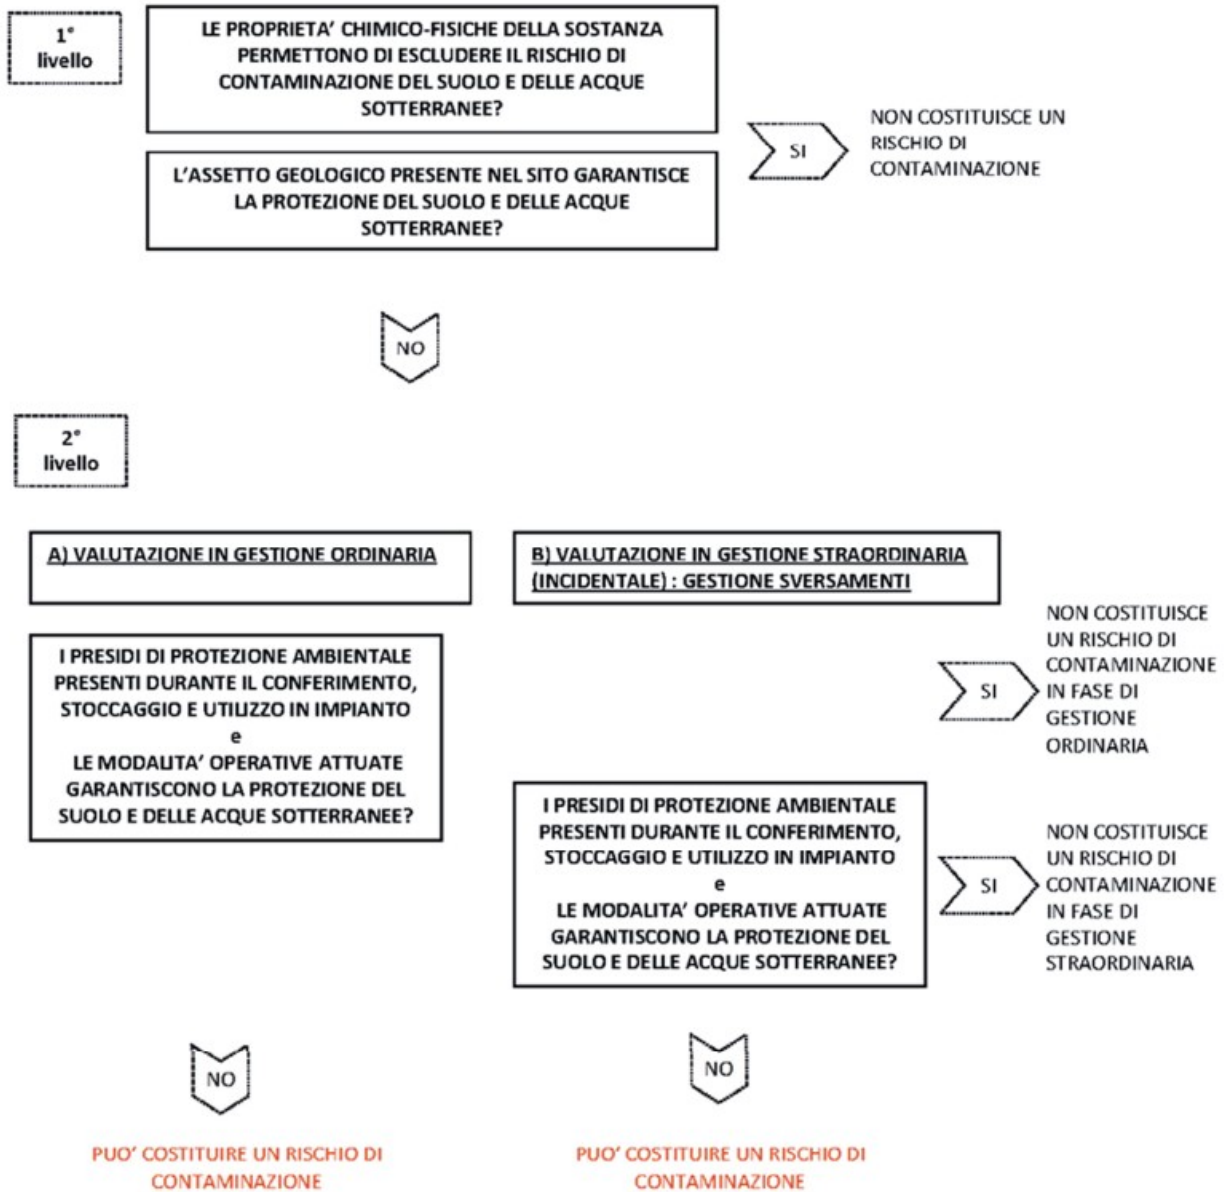 1°
livello
LE PROPRIETA’ CHIMICO-FISICHE DELLA SOSTANZA
PERMETTONO DI ESCLUDERE IL RISCHIO DI
CONTAMINAZIONE DEL SUOLO E DELLE ACQUE
SOTTERRANEE?
L’ASSETTO GEOLOGICO PRESENTE NEL SITO GARANTISCE
LA PROTEZIONE DEL SUOLO E DELLE ACQUE
SOTTERRANEE?
SI
NON COSTITUISCE UN
RISCHIO DI
CONTAMINAZIONE
NO
2°
livello
A) VALUTAZIONE IN GESTIONE ORDINARIA
I PRESIDI DI PROTEZIONE AMBIENTALE
PRESENTI DURANTE IL CONFERIMENTO,
STOCCAGGIO E UTILIZZO IN IMPIANTO
e
LE MODALITA’ OPERATIVE ATTUATE
GARANTISCONO LA PROTEZIONE DEL
SUOLO E DELLE ACQUE SOTTERRANEE?
B) VALUTAZIONE IN GESTIONE STRAORDINARIA
(INCIDENTALE) : GESTIONE SVERSAMENTI
SI
NON COSTITUISCE
UN RISCHIO DI
CONTAMINAZIONE
IN FASE DI
GESTIONE
ORDINARIA
I PRESIDI DI PROTEZIONE AMBIENTALE
PRESENTI DURANTE IL CONFERIMENTO,
STOCCAGGIO E UTILIZZO IN IMPIANTO
e
LE MODALITA’ OPERATIVE ATTUATE
GARANTISCONO LA PROTEZIONE DEL
SUOLO E DELLE ACQUE SOTTERRANEE?
SI
NON COSTITUISCE
UN RISCHIO DI
CONTAMINAZIONE
IN FASE DI
GESTIONE
STRAORDINARIA
NO
PUO’ COSTITUIRE UN RISCHIO DI
CONTAMINAZIONE
NO
PUO’ COSTITUIRE UN RISCHIO DI
CONTAMINAZIONE